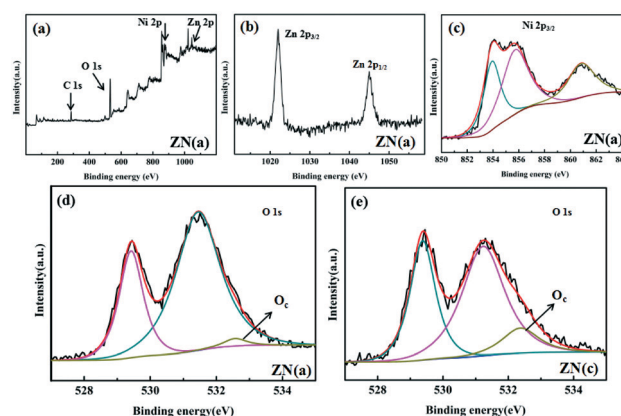 (a)
Ni 2p
Zn 2p
O 1s
C 1s
ZN(a)
Intensity(a.u.)
200 400 600 800 1000
Binding energy (eV)
(b)
Zn 2p3/2
Zn 2p1/2
ZN(a)
Intensity(a.u.)
1020 1030 1040 1050
Binding energy (eV)
(c)
Ni 2p3/2
ZN(a)
Intensity(a.u.)
850 852 854 856 858 860 862
Binding energy (eV)
(d)
O 1s
Oc
ZN(a)
Intensity(a.u.)
528 530 532 534
Binding energy (eV)
(e)
O 1s
Oc
ZN(c)
Intensity(a.u.)
528 530 532 534
Binding energy (eV)